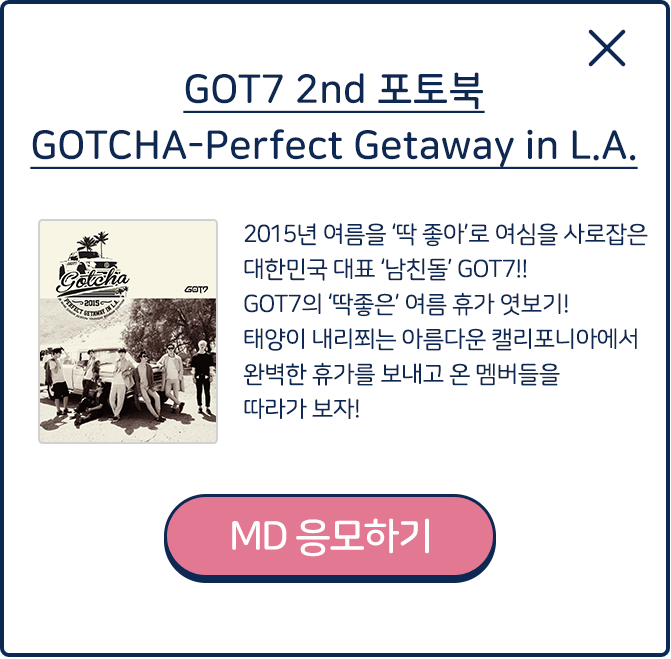 GOT7 2nd 포토북
GOTCHA-Perfect Getaway in L.A.
Gotcha
2015
PERFECT GETAWAY IN L.A.
GOT7
2015년 여름을 ‘딱 좋아’로 여심을 사로잡은
대한민국 대표 ‘남친돌’ GOT7!!
GOT7의 ‘딱좋은’ 여름 휴가 엿보기!
태양이 내리쬐는 아름다운 캘리포니아에서
완벽한 휴가를 보내고 온 멤버들을
따라가 보자!
MD 응모하기